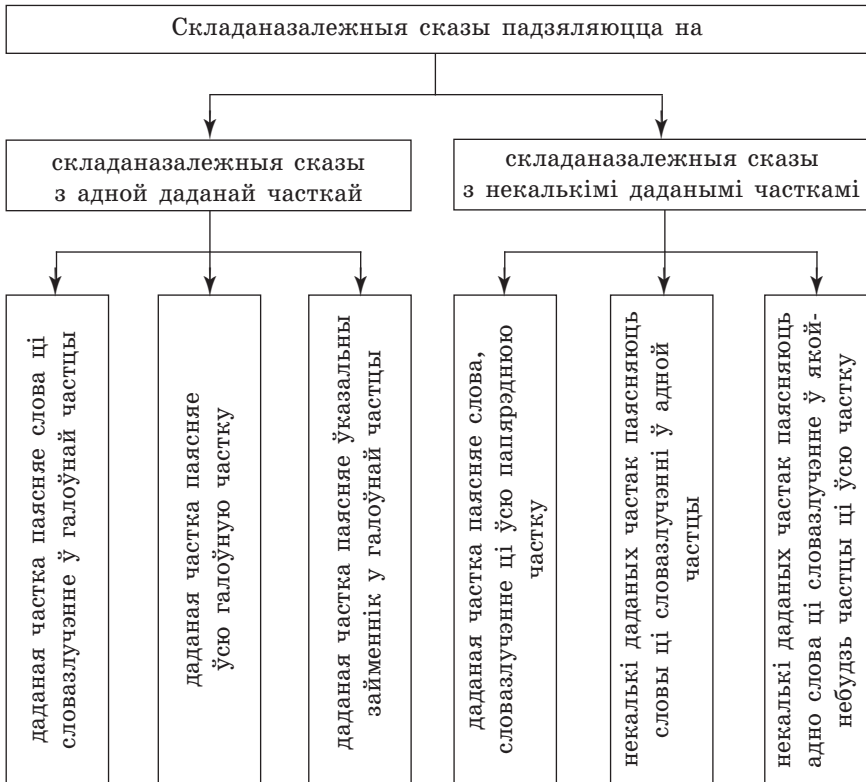 Складаназалежныя сказы падзяляюцца на
складаназалежныя сказы
з адной даданай часткай
складаназалежныя сказы
з некалькімі даданымі часткамі
даданая частка паясняе слова ці
словазлучэнне ў галоўнай частцы
даданая частка паясняе
ўсю галоўную частку
даданая частка паясняе ўказальны
займеннік у галоўнай частцы
даданая частка паясняе слова,
словазлучэнне ці ўсю папярэднюю
частку
некалькі даданых частак паясняюць
словы ці словазлучэнні ў адной
частцы
некалькі даданых частак паясняюць
адно слова ці словазлучэнне ў якой-
небудзь частцы ці ўсю частку